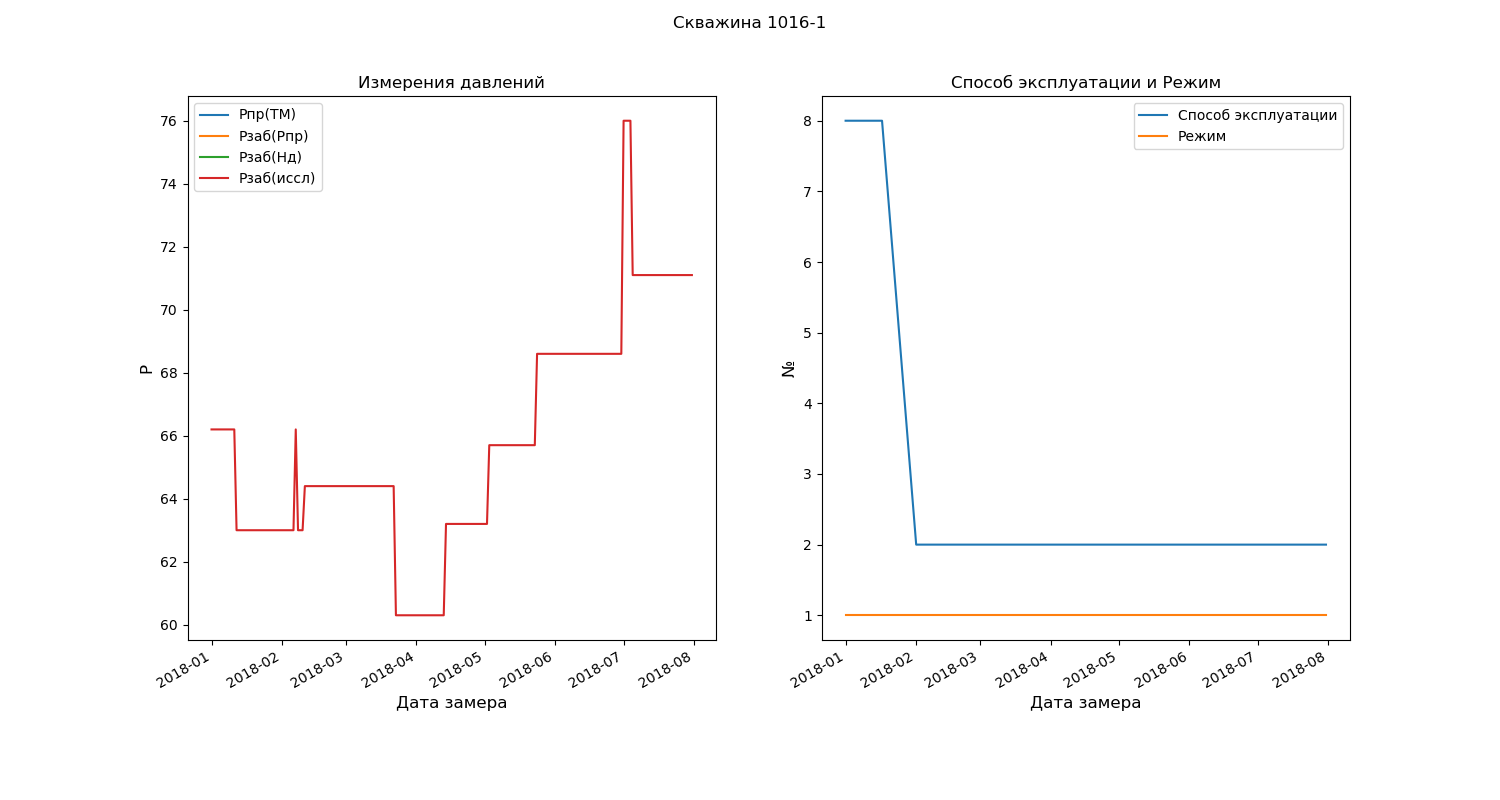 Скважина 1016-1
Измерения давлений
Рпр(ТМ)
Рзаб(Рпр)
Рзаб(Нд)
Рзаб(иссл)
76
74
72
70
68
66
64
62
60
Р
2018-01
2018-02
2018-03
2018-04
2018-05
2018-06
2018-07
2018-08
Дата замера
Способ эксплуатации и Режим
Способ эксплуатации
Режим
8
7
6
5
4
3
2
1
№
2018-01
2018-02
2018-03
2018-04
2018-05
2018-06
2018-07
2018-08
Дата замера